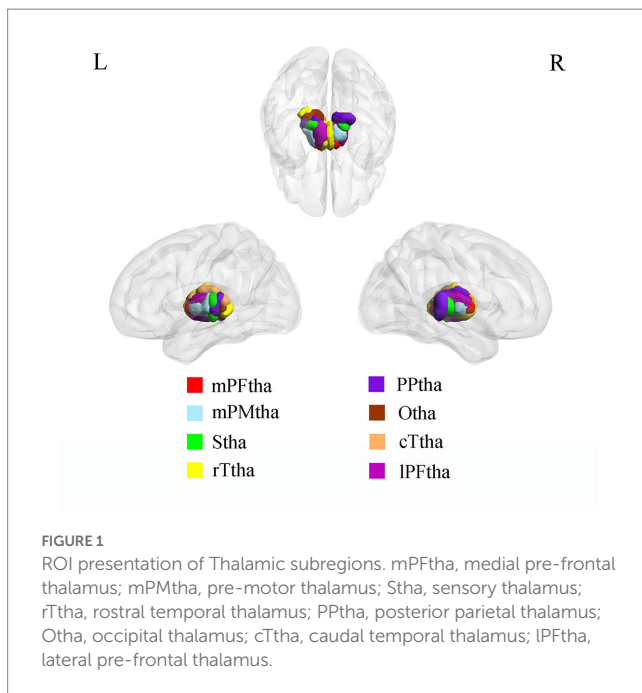 L R
mPFtha PPtha
mPMtha Otha
Stha cTtha
rTtha lPFtha
FIGURE 1
ROI presentation of Thalamic subregions. mPFtha, medial pre-frontal
thalamus; mPMtha, pre-motor thalamus; Stha, sensory thalamus;
rTtha, rostral temporal thalamus; PPtha, posterior parietal thalamus;
Otha, occipital thalamus; cTtha, caudal temporal thalamus; lPFtha,
lateral pre-frontal thalamus.